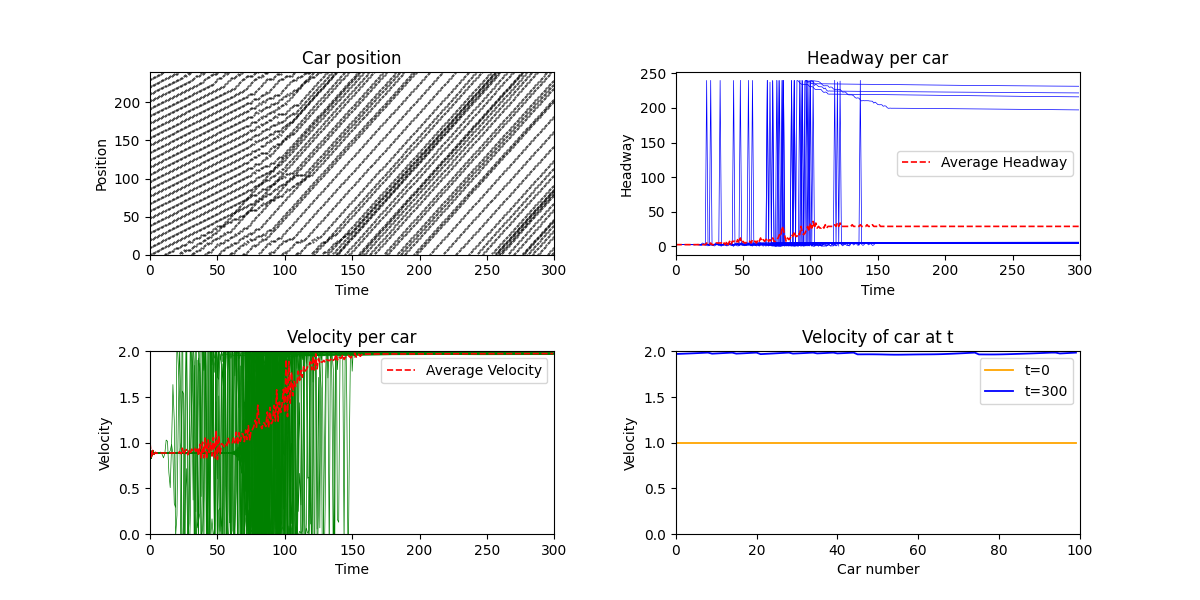 Car position
Position
200
150
100
50
0
0 50 100 150 200 250 300
Time
Headway per car
Headway
250
200
150
100
50
0
Average Headway
0 50 100 150 200 250 300
Time
Velocity per car
Velocity
2.0
1.5
1.0
0.5
0.0
Average Velocity
0 50 100 150 200 250 300
Time
Velocity of car at t
Velocity
2.0
1.5
1.0
0.5
0.0
t=0
t=300
0 20 40 60 80 100
Car number